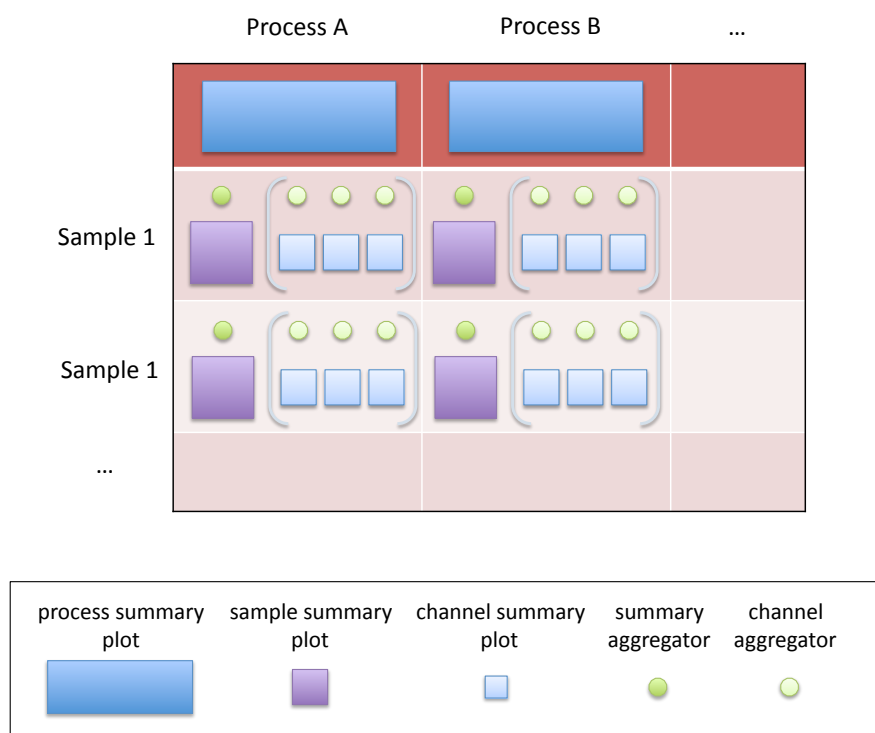 Process A
Process B
…
Sample 1
Sample 1
…
process summary
plot
sample summary
plot
channel summary
plot
summary
aggregator
channel
aggregator